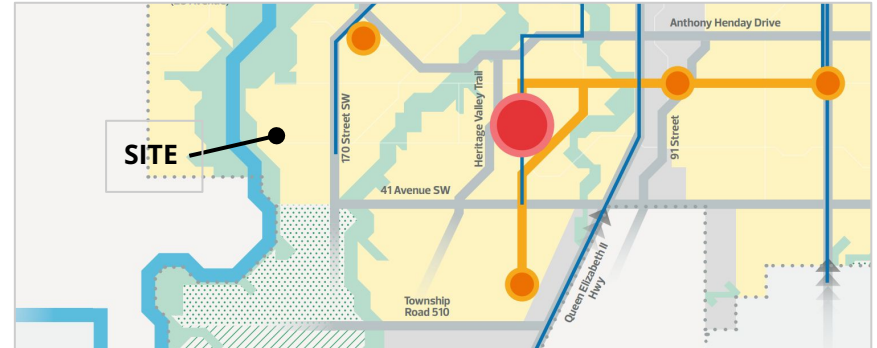 Anthony Henday Drive
170 Street SW
Heritage Valley Trail
91 Street
SITE
41 Avenue SW
Queen Elizabeth II
Hwy
Township
Road 510